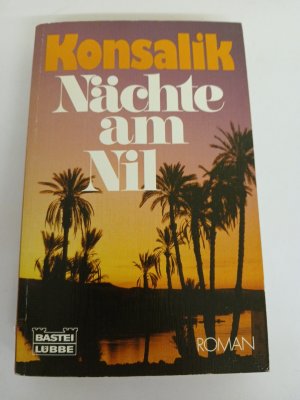 Konsalik
Nächte
am
Nil
BASTEI
LÜBBE
ROMAN